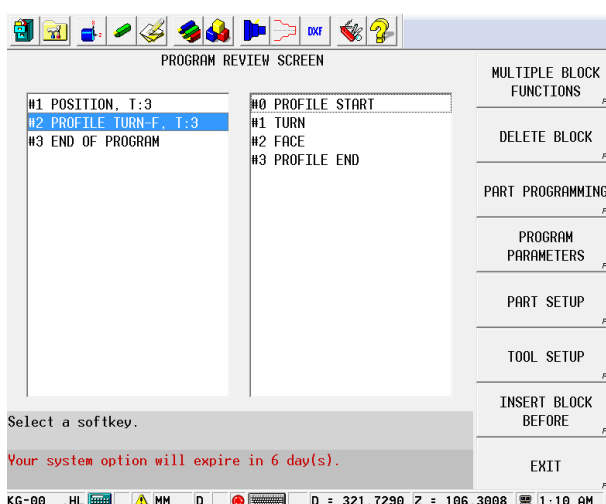 DXF
PROGRAM REVIEW SCREEN
#1 POSITION, T:3
#2 PROFILE TURN-F, T:3
#3 END OF PROGRAM
#0 PROFILE START
#1 TURN
#2 FACE
#3 PROFILE END
MULTIPLE BLOCK
FUNCTIONS
DELETE BLOCK
PART PROGRAMMING
PROGRAM
PARAMETERS
PART SETUP
TOOL SETUP
INSERT BLOCK
BEFORE
EXIT
Select a softkey.
Your system option will expire in 6 day(s).
KG-00 .HL MM D D = 321.7290 Z = 106.3008 1:10 AM